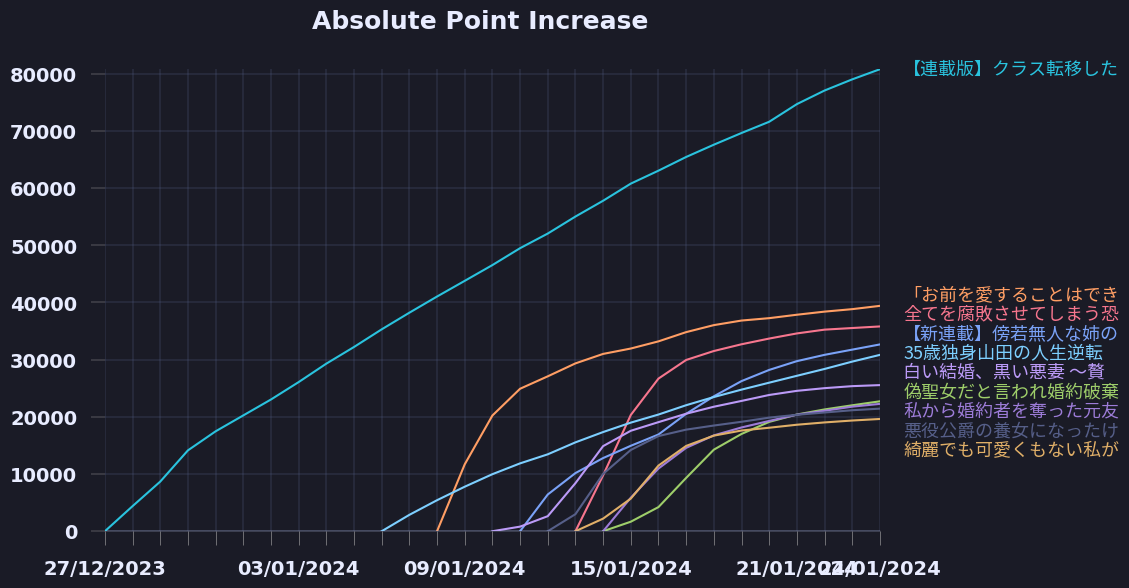 Absolute Point Increase
80000
70000
60000
50000
40000
30000
20000
10000
0
27/12/2023
03/01/2024
09/01/2024
15/01/2024
21/01/2024
24/01/2024
【連載版】クラス転移した
「お前を愛することはでき
全てを腐敗させてしまう恐
【新連載】傍若無人な姉の
35歳独身山田の人生逆転
白い結婚、黒い悪妻 ～贅
偽聖女だと言われ婚約破棄
私から婚約者を奪った元友
悪役公爵の養女になったけ
綺麗でも可愛くもない私が